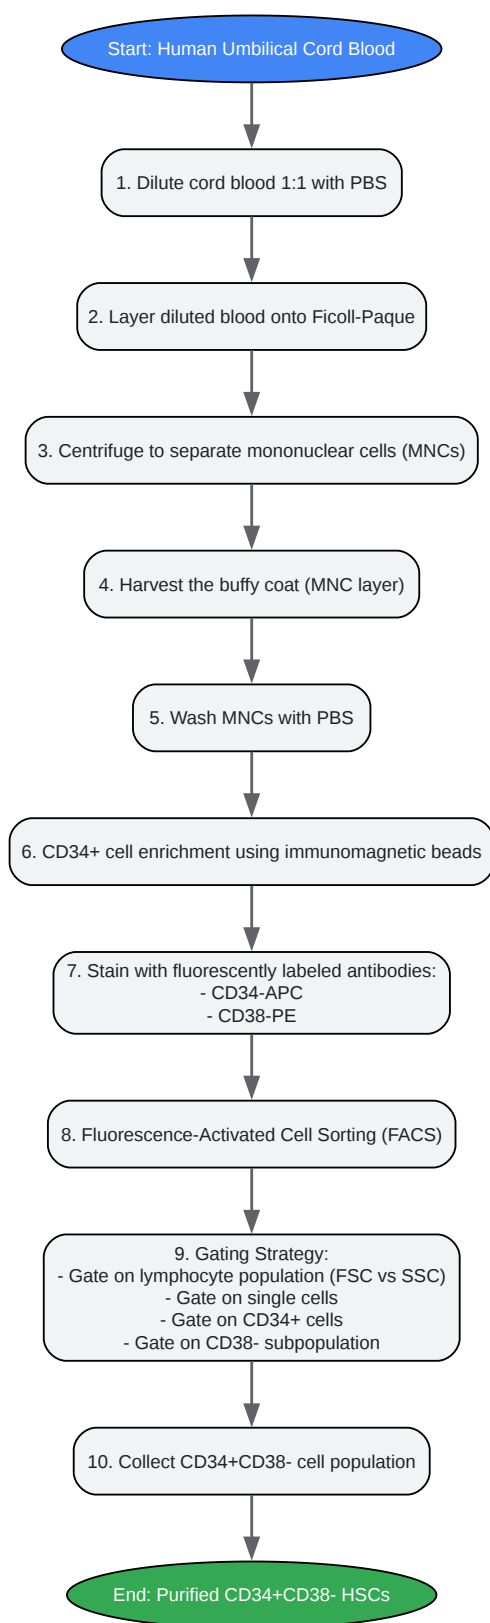 Start: Human Umbilical Cord Blood
1. Dilute cord blood 1:1 with PBS
2. Layer diluted blood onto Ficoll-Paque
3. Centrifuge to separate mononuclear cells (MNCs)
4. Harvest the buffy coat (MNC layer)
5. Wash MNCs with PBS
6. CD34+ cell enrichment using immunomagnetic beads
7. Stain with fluorescently labeled antibodies:
- CD34-APC
- CD38-PE
8. Fluorescence-Activated Cell Sorting (FACS)
9. Gating Strategy:
- Gate on lymphocyte population (FSC vs SSC)
- Gate on single cells
- Gate on CD34+ cells
- Gate on CD38- subpopulation
10. Collect CD34+CD38- cell population
End: Purified CD34+CD38- HSCs